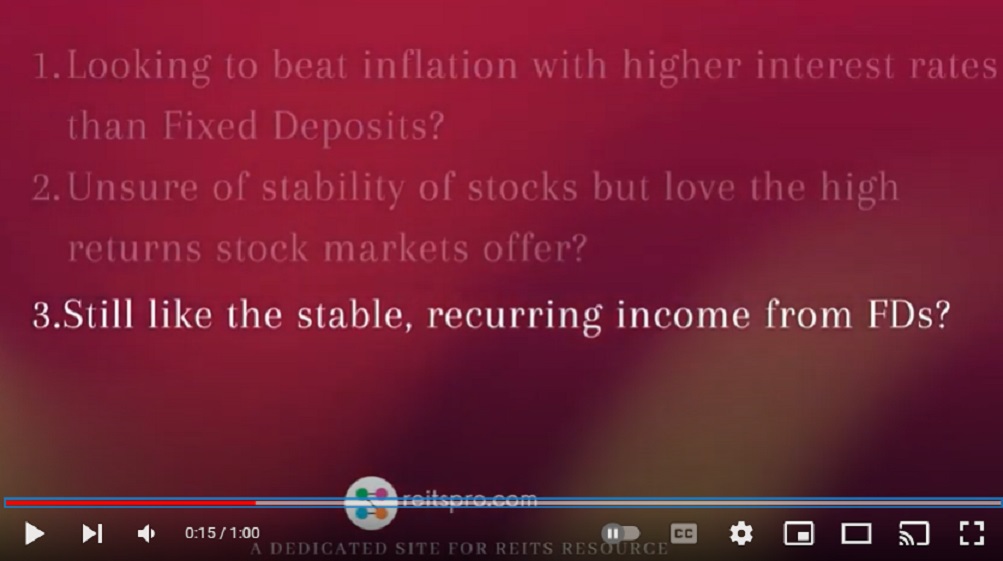 1. Looking to beat inflation with higher interest rates
than Fixed Deposits?
2. Unsure of stability of stocks but love the high
returns stock markets offer?
3.Still like the stable, recurring income from FDs?
reitspro.com
0:15 / 1:00
CC
A DEDICATED SITE FOR REITS RESOURCE